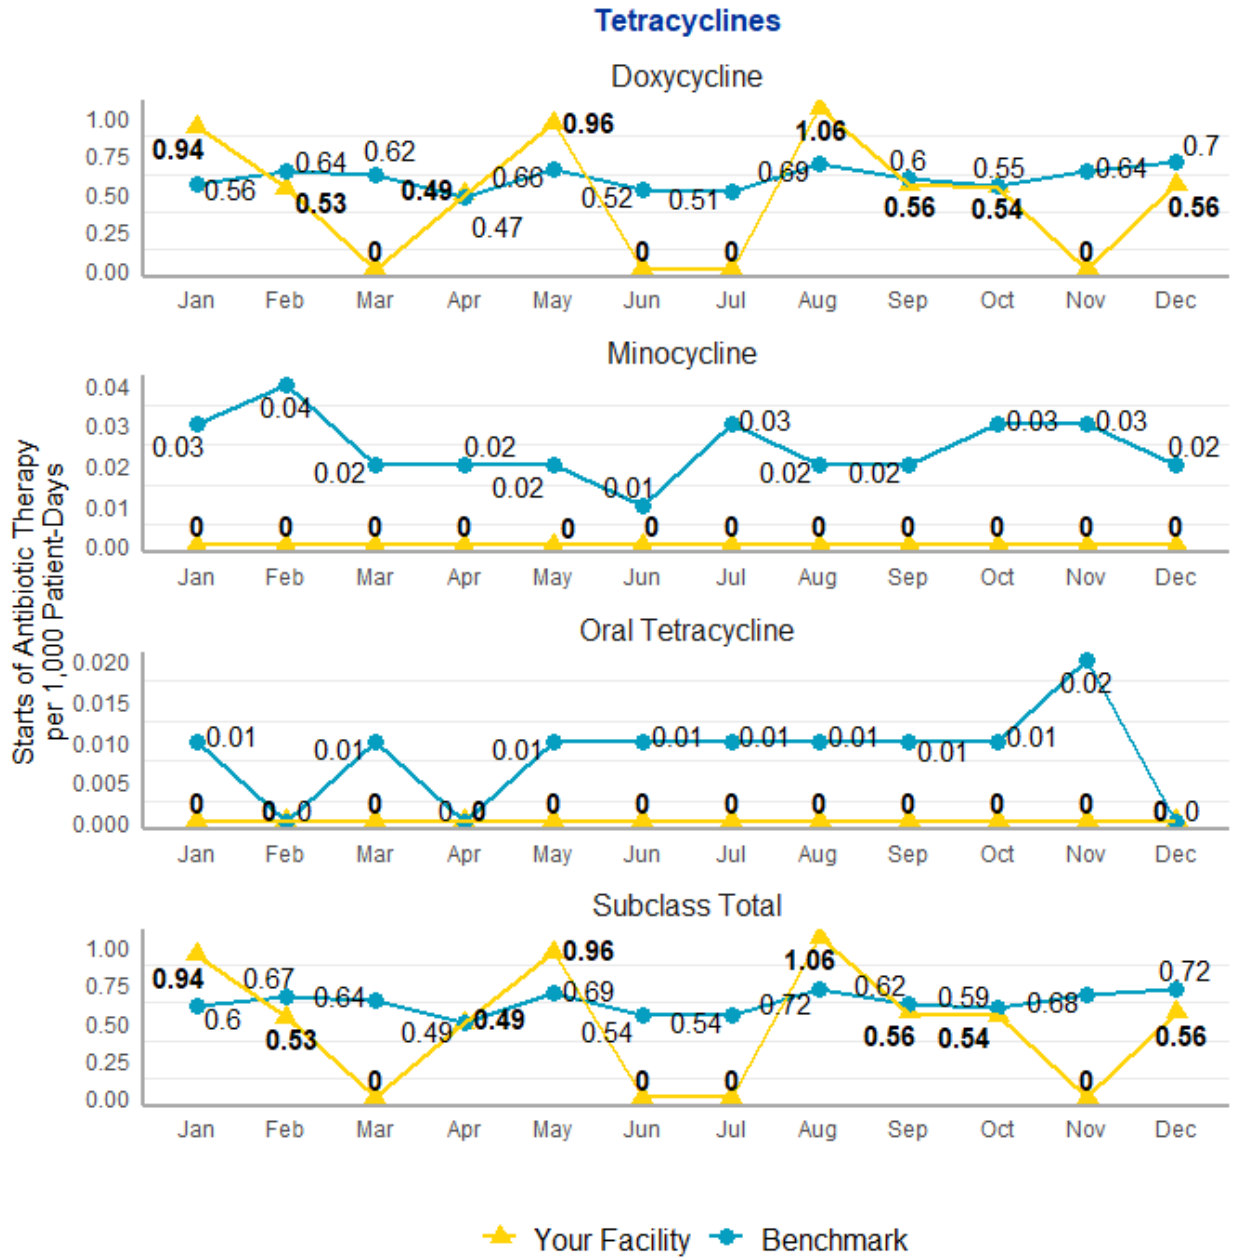 Tetracyclines
Doxycycline
1.00
0.75
0.50
0.25
0.00
0.94 0.56 0.64 0.53 0.62 0 0.49 0.47 0.66 0.96 0.52 0 0.51 0 0.69 1.06 0.6 0.56 0.55 0.54 0.64 0 0.7 0.56
Jan Feb Mar Apr May Jun Jul Aug Sep Oct Nov Dec
Minocycline
0.04
0.03
0.02
0.01
0.00
0.03 0.04 0.02 0.02 0.02 0.01 0.03 0.02 0.02 0.03 0.03 0.02
0 0 0 0 0 0 0 0 0 0 0 0
Jan Feb Mar Apr May Jun Jul Aug Sep Oct Nov Dec
Starts of Antibiotic Therapy
per 1,000 Patient-Days
Oral Tetracycline
0.020
0.015
0.010
0.005
0.000
0.01 0 0.01 0 0.01 0.01 0.01 0.01 0.01 0.01 0.02 0
0 0 0 0 0 0 0 0 0 0 0 0
Jan Feb Mar Apr May Jun Jul Aug Sep Oct Nov Dec
Subclass Total
1.00
0.75
0.50
0.25
0.00
0.94 0.6 0.67 0.53 0.64 0 0.49 0.49 0.69 0.96 0.54 0 0.54 0 0.72 1.06 0.62 0.56 0.59 0.54 0.68 0 0.72 0.56
Jan Feb Mar Apr May Jun Jul Aug Sep Oct Nov Dec
Your Facility Benchmark